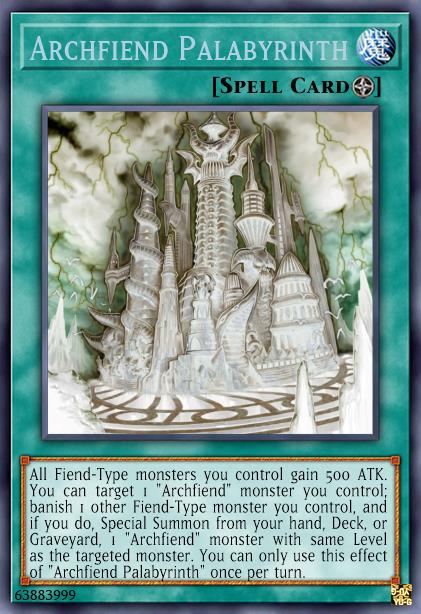 Archfiend Palabyrinth
魔
[Spell Card]
All Fiend-Type monsters you control gain 500 ATK.
You can target 1 "Archfiend" monster you control;
banish 1 other Fiend-Type monster you control, and
if you do, Special Summon from your hand, Deck, or
Graveyard, 1 "Archfiend" monster with same Level
as the targeted monster. You can only use this effect
of "Archfiend Palabyrinth" once per turn.
63883999